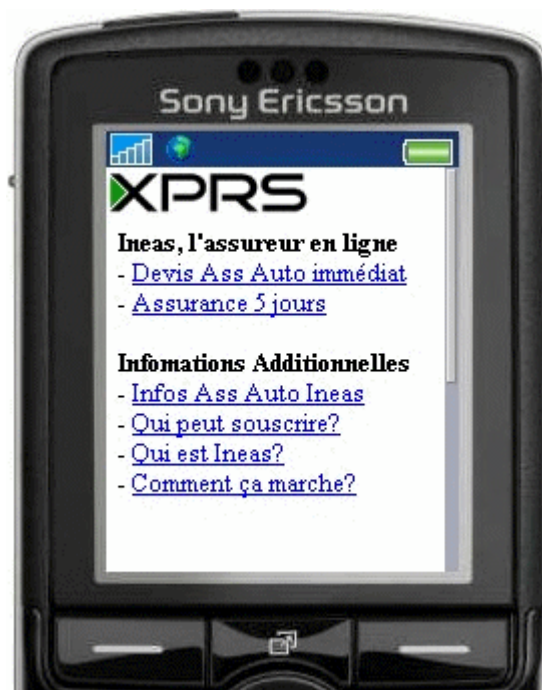 Sony Ericsson
XPRS
Ineas, l'assureur en ligne
- Devis Ass Auto immédiat
- Assurance 5 jours
Infomations Additionnelles
- Infos Ass Auto Ineas
- Qui peut souscrire?
- Qui est Ineas?
- Comment ça marche?